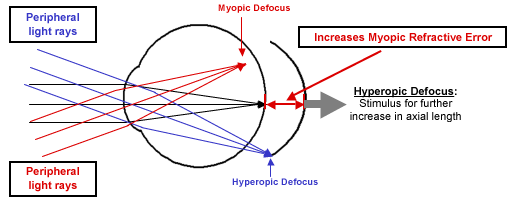 Peripheral
light rays
Myopic Defocus
Increases Myopic Refractive Error
Hyperopic Defocus:
Stimulus for further
increase in axial length
Peripheral
light rays
Hyperopic Defocus